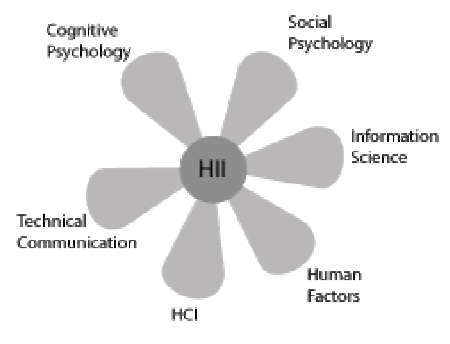 Cognitive
Psychology
Social
Psychology
Information
Science
HII
Technical
Communication
Human
Factors
HCI